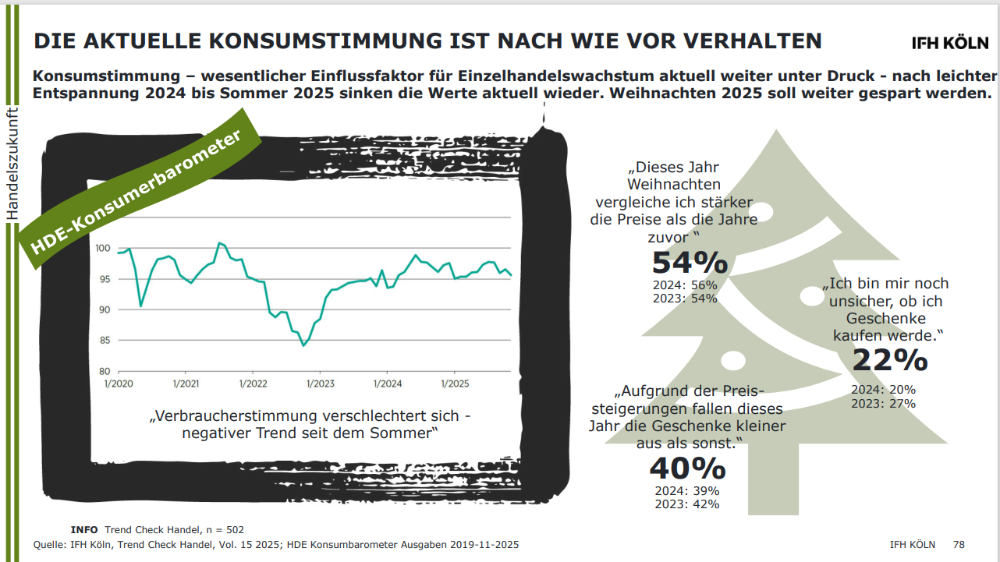 DIE AKTUELLE KONSUMSTIMMUNG IST NACH WIE VOR VERHALTEN
IFH KÖLN
Konsumstimmung – wesentlicher Einflussfaktor für Einzelhandelswachstum aktuell weiter unter Druck - nach leichter
Entspannung 2024 bis Sommer 2025 sinken die Werte aktuell wieder. Weihnachten 2025 soll weiter gespart werden.
Handelszukunft
HDE-Konsumerbarometer
100
95
90
85
80
1/2020
1/2021
1/2022
1/2023
1/2024
1/2025
„Verbraucherstimmung verschlechtert sich -
negativer Trend seit dem Sommer“
„Dieses Jahr
Weihnachten
vergleiche ich stärker
die Preise als die Jahre
zuvor “
54%
2024: 56%
2023: 54%
„Ich bin mir noch
unsicher, ob ich
Geschenke
kaufen werde.“
22%
2024: 20%
2023: 27%
„Aufgrund der Preis-
steigerungen fallen dieses
Jahr die Geschenke kleiner
aus als sonst.“
40%
2024: 39%
2023: 42%
INFO Trend Check Handel, n = 502
Quelle: IFH Köln, Trend Check Handel, Vol. 15 2025; HDE Konsumbarometer Ausgaben 2019-11-2025
IFH KÖLN 78